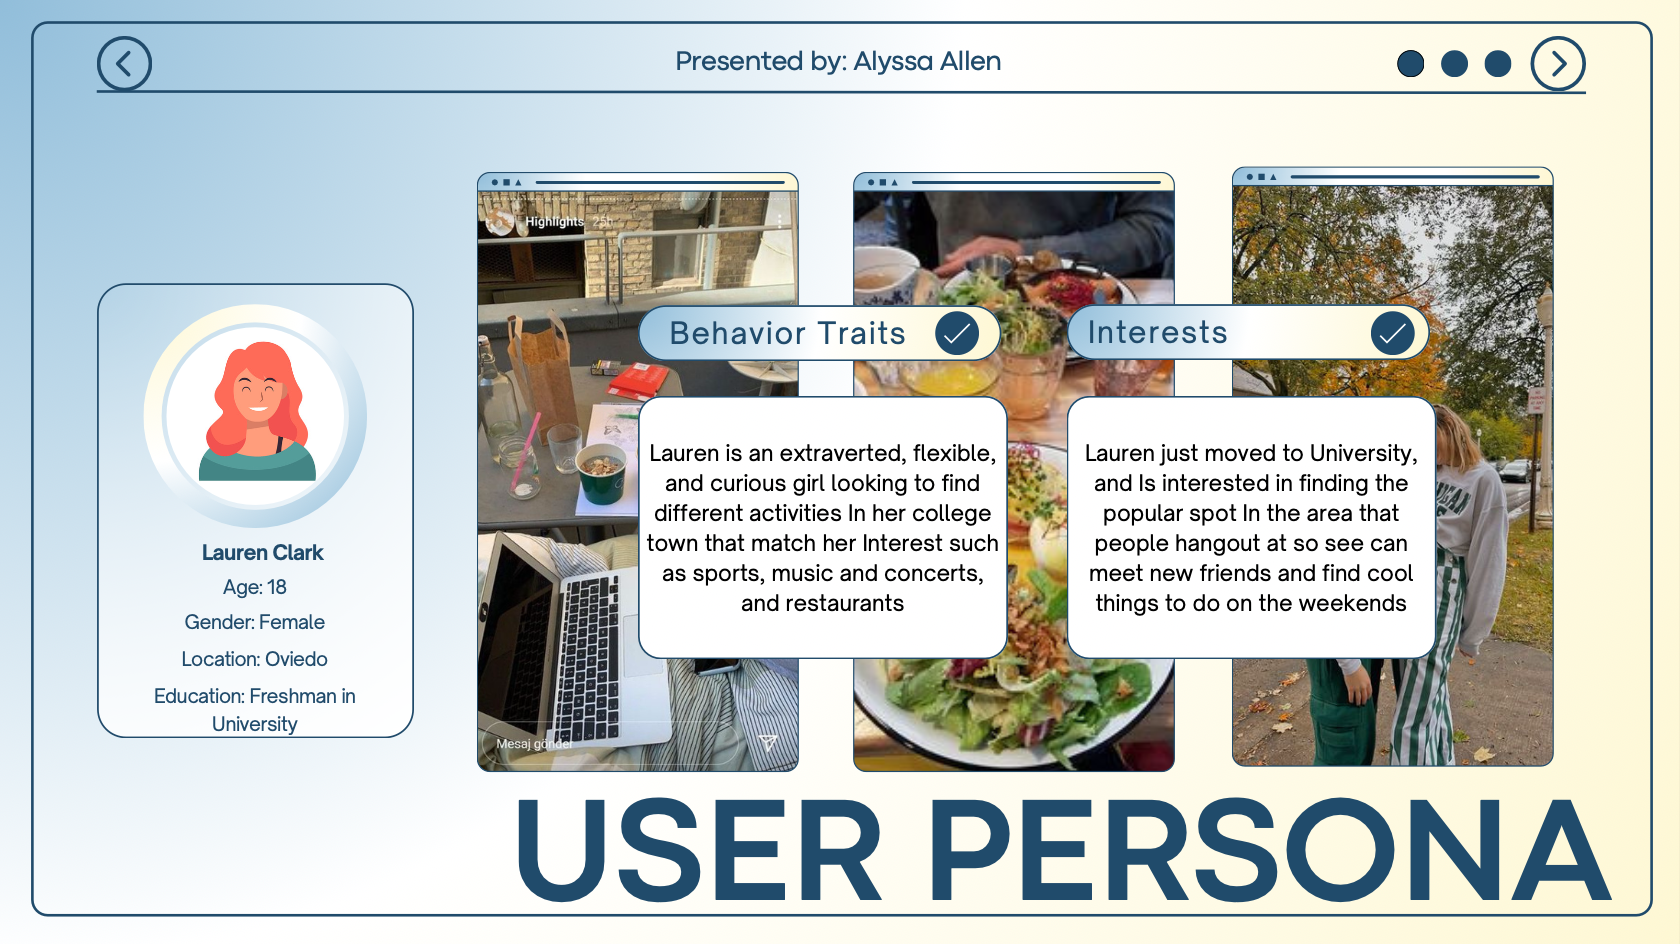 Presented by: Alyssa Allen
Highlights 25h
Behavior Traits
Interests
Lauren is an extraverted, flexible,
and curious girl looking to find
different activities In her college
town that match her Interest such
as sports, music and concerts,
and restaurants
Lauren just moved to University,
and Is interested in finding the
popular spot In the area that
people hangout at so see can
meet new friends and find cool
things to do on the weekends
Lauren Clark
Age: 18
Gender: Female
Location: Oviedo
Education: Freshman in
University
Mesaj gönder
USER PERSONA